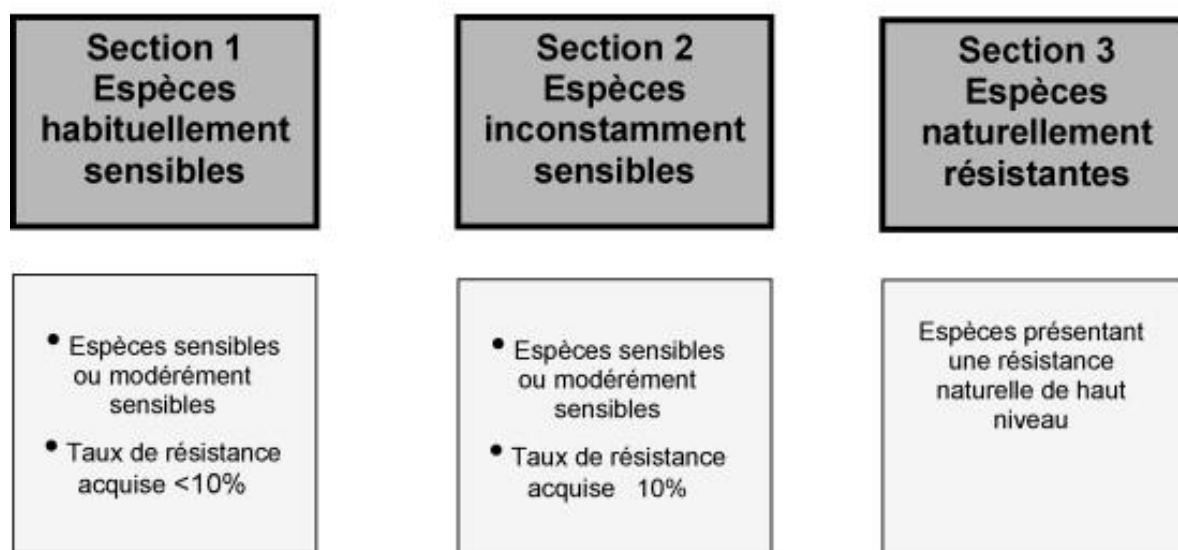 Section 1
Espèces
habituellement
sensibles
Section 2
Espèces
inconstamment
sensibles
Section 3
Espèces
naturellement
résistantes
• Espèces sensibles
ou modérément
sensibles
• Taux de résistance
acquise <10%
• Espèces sensibles
ou modérément
sensibles
• Taux de résistance
acquise 10%
Espèces présentant
une résistance
naturelle de haut
niveau